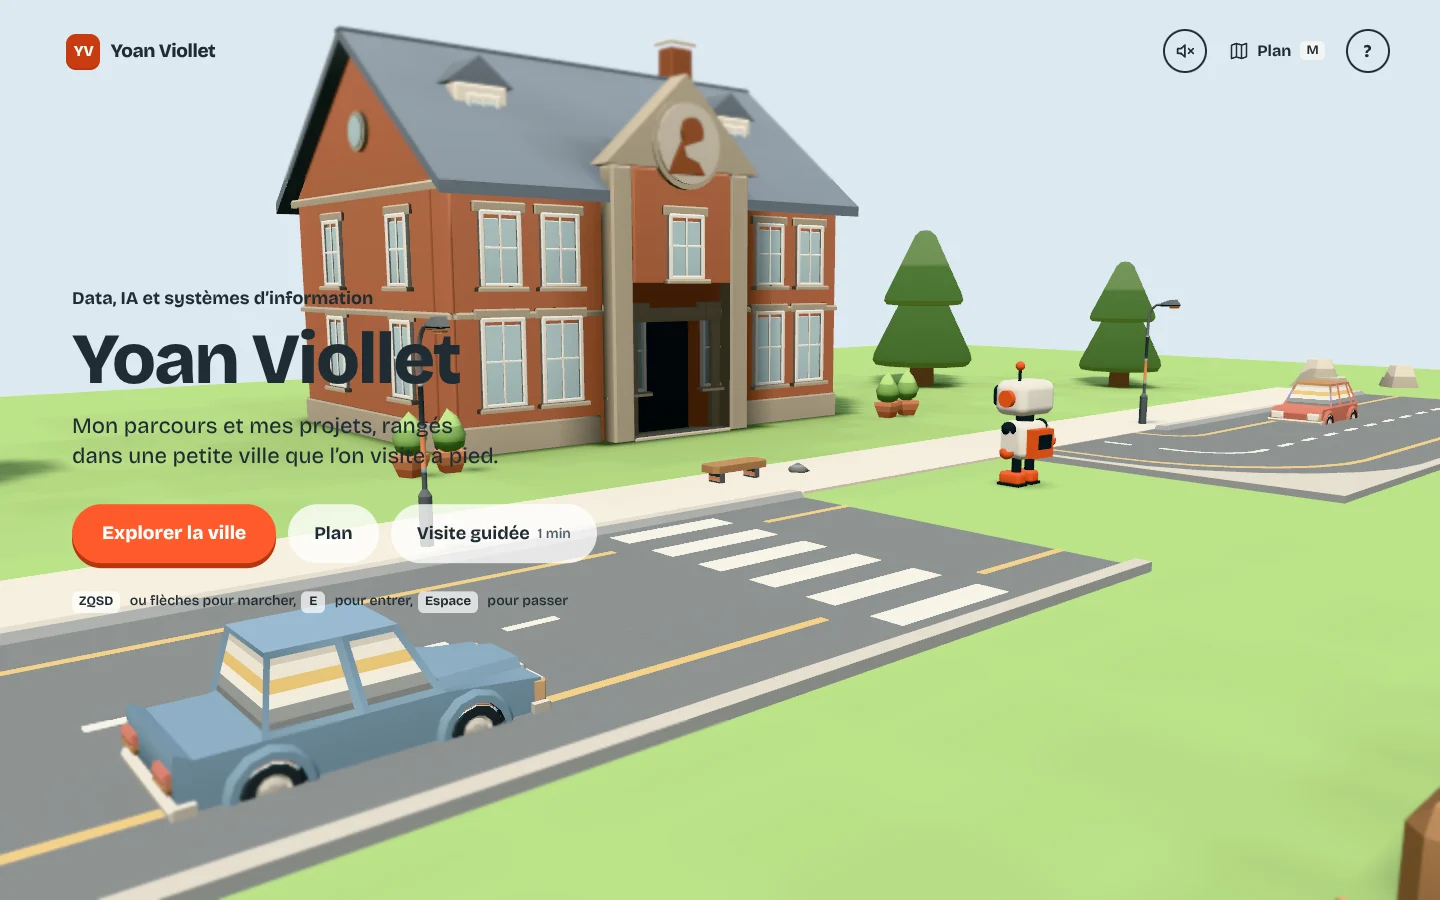 YV Yoan Viollet
Plan M ?
Data, IA et systèmes d’information
Yoan Viollet
Mon parcours et mes projets, rangés
dans une petite ville que l’on visite à pied.
Explorer la ville Plan Visite guidée 1 min
ZQSD ou flèches pour marcher, E pour entrer, Espace pour passer